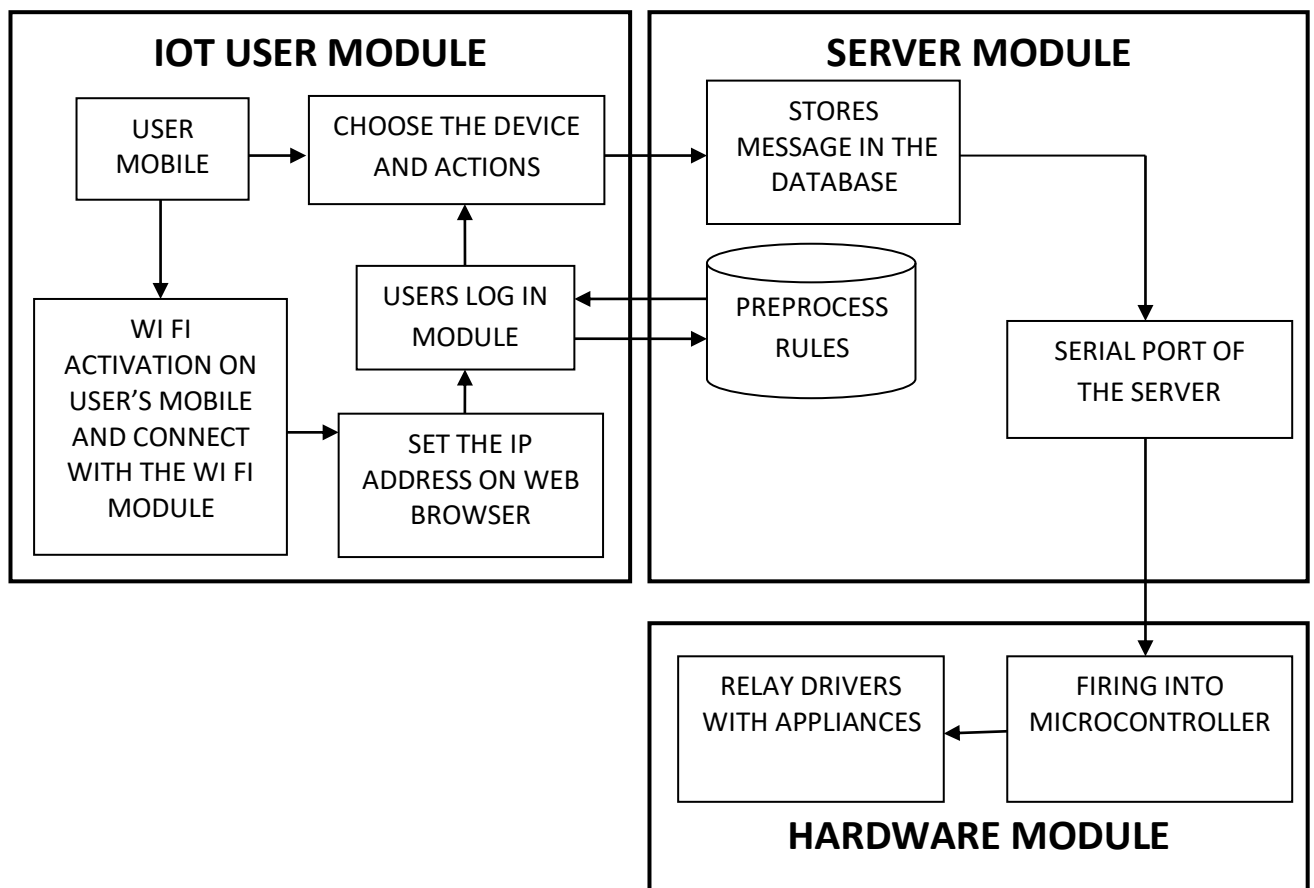 IOT USER MODULE
USER
MOBILE
CHOOSE THE DEVICE
AND ACTIONS
USERS LOG IN
MODULE
WI FI
ACTIVATION ON
USER’S MOBILE
AND CONNECT
WITH THE WI FI
MODULE
SET THE IP
ADDRESS ON WEB
BROWSER
SERVER MODULE
STORES
MESSAGE IN THE
DATABASE
PREPROCESS
RULES
SERIAL PORT OF
THE SERVER
RELAY DRIVERS
WITH APPLIANCES
FIRING INTO
MICROCONTROLLER
HARDWARE MODULE